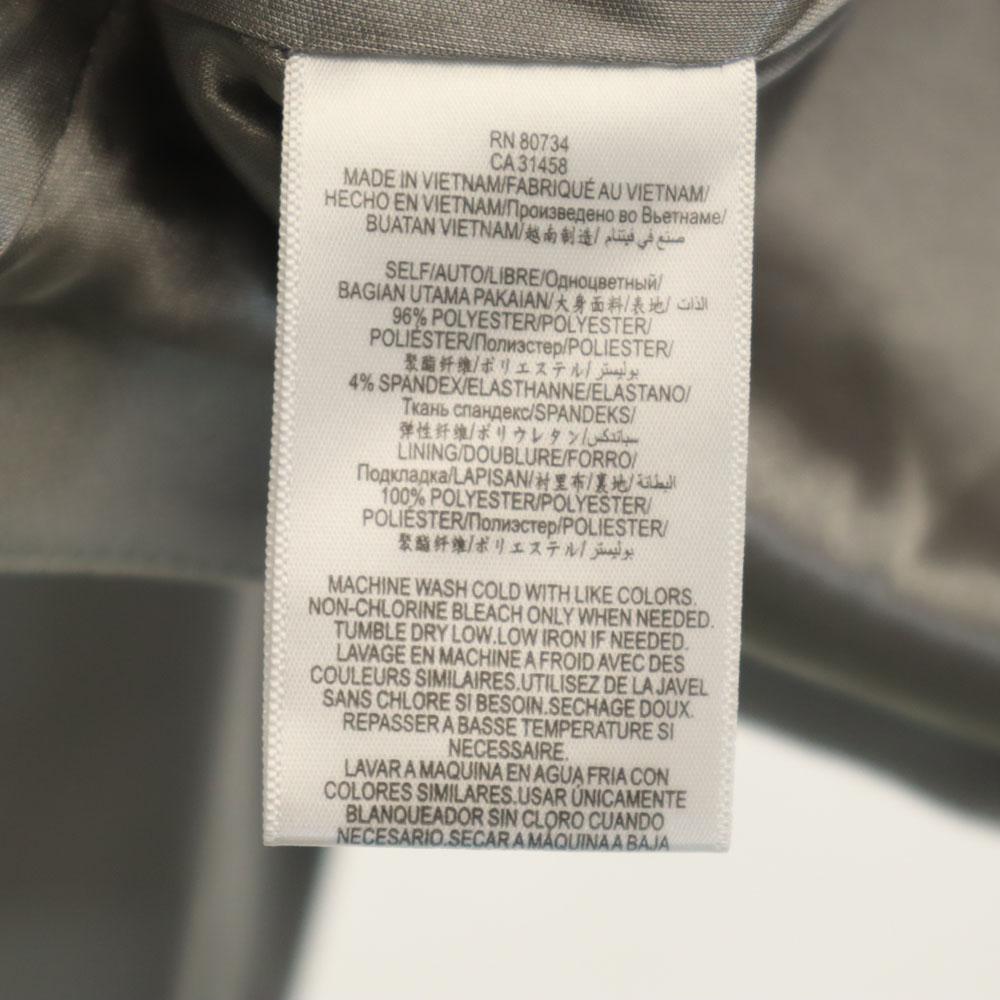 RN 80734
CA 31458
MADE IN VIETNAM/FABRIQUÉ AU VIETNAM/
HECHO EN VIETNAM/Произведено во Вьетнаме/
BUATAN VIETNAM/越南制造/ صنع في فيتنام
SELF/AUTO/LIBRE/Одноцветный/
BAGIAN UTAMA PAKAIAN/大身面料/表地/ الذات
96% POLYESTER/POLYESTER/
POLIÉSTER/Полиэстер/POLIESTER/
聚酯纤维/ポリエステル/ بوليستر
4% SPANDEX/ELASTHANNE/ELASTANO/
Ткань спандекс/SPANDEKS/
弹性纤维/ポリウレタン/سباندكس
LINING/DOUBLURE/FORRO/
Подкладка/LAPISAN/衬里布/裏地/ البطانة
100% POLYESTER/POLYESTER/
POLIÉSTER/Полиэстер/POLIESTER/
聚酯纤维/ポリエステル/ بوليستر
MACHINE WASH COLD WITH LIKE COLORS.
NON-CHLORINE BLEACH ONLY WHEN NEEDED.
TUMBLE DRY LOW.LOW IRON IF NEEDED.
LAVAGE EN MACHINE A FROID AVEC DES
COULEURS SIMILAIRES.UTILISEZ DE LA JAVEL
SANS CHLORE SI BESOIN.SECHAGE DOUX.
REPASSER A BASSE TEMPERATURE SI
NECESSAIRE.
LAVAR A MAQUINA EN AGUA FRIA CON
COLORES SIMILARES.USAR ÚNICAMENTE
BLANQUEADOR SIN CLORO CUANDO
NECESARIO.SECAR A MÁQUINA A BAJA